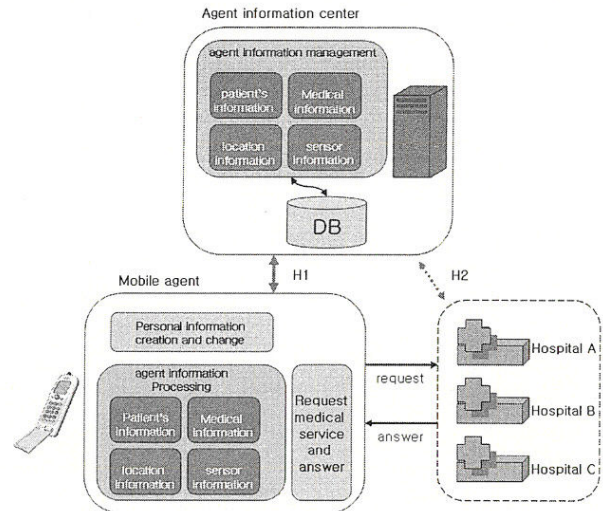 Agent information center
agent information management
patient's
information
Medical
information
location
information
sensor
information
DB
H1
H2
Mobile agent
Personal information
creation and change
agent information
Processing
Patient's
information
Medical
information
location
information
sensor
information
Request
medical
service
and
answer
request
answer
Hospital A
Hospital B
Hospital C